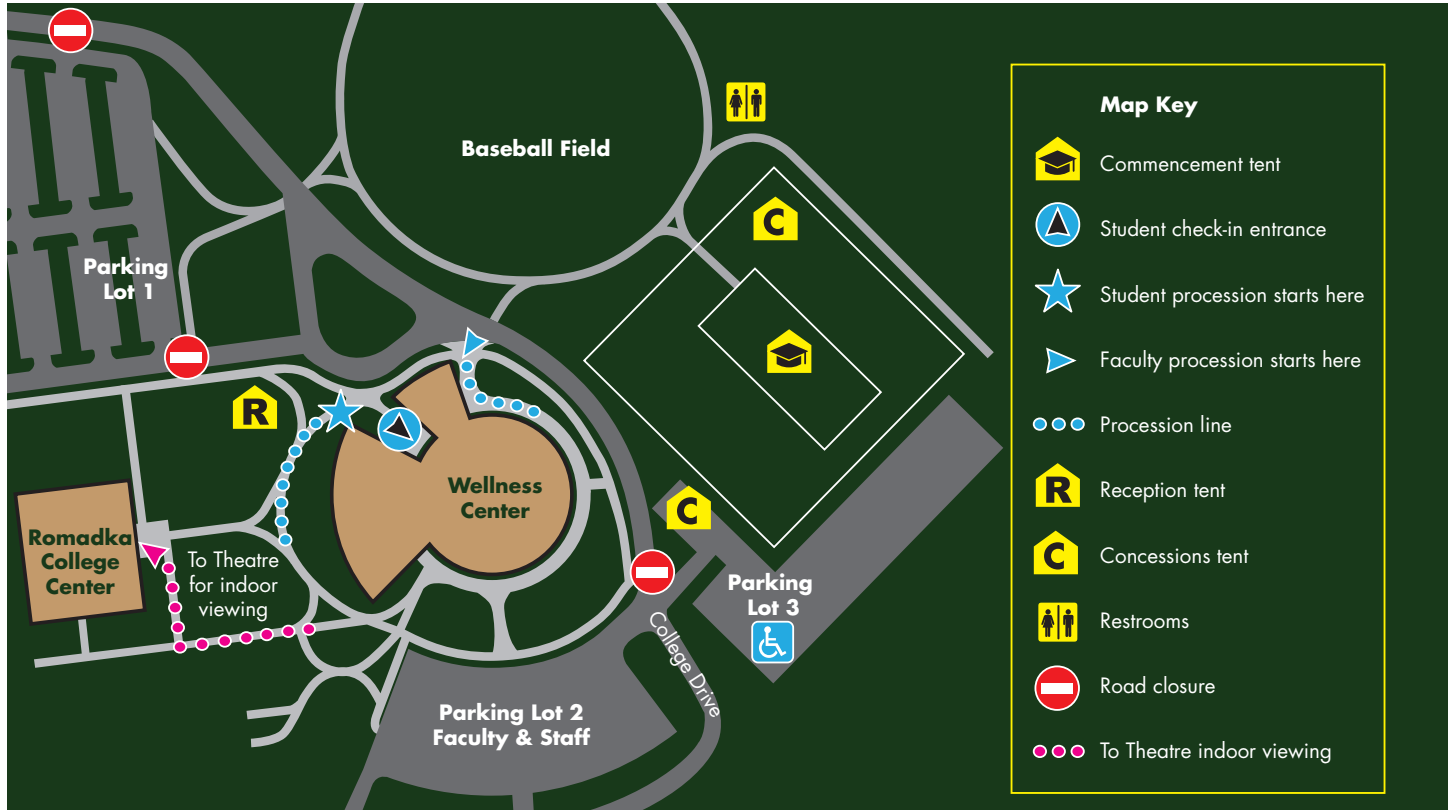 Baseball Field
C
Parking
Lot 1
R
Wellness
Center
C
Romadka
College
Center
To Theatre
for indoor
viewing
Parking
Lot 3
College Drive
Parking Lot 2
Faculty & Staff
Map Key
Commencement tent
Student check-in entrance
Student procession starts here
Faculty procession starts here
Procession line
R
Reception tent
C
Concessions tent
Restrooms
Road closure
To Theatre indoor viewing